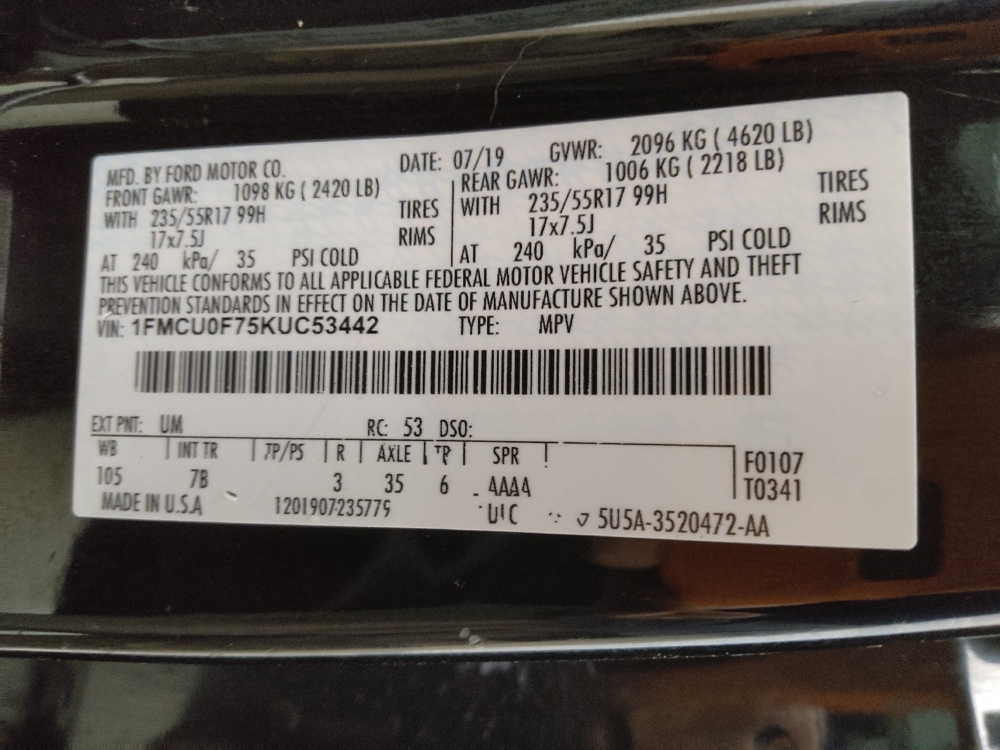 MFD. BY FORD MOTOR CO. DATE: 07/19 GVWR: 2096 KG ( 4620 LB)
FRONT GAWR: 1098 KG ( 2420 LB) REAR GAWR: 1006 KG ( 2218 LB)
WITH 235/55R17 99H TIRES WITH 235/55R17 99H TIRES
17x7.5J RIMS 17x7.5J RIMS
AT 240 kPa/ 35 PSI COLD AT 240 kPa/ 35 PSI COLD
THIS VEHICLE CONFORMS TO ALL APPLICABLE FEDERAL MOTOR VEHICLE SAFETY AND THEFT
PREVENTION STANDARDS IN EFFECT ON THE DATE OF MANUFACTURE SHOWN ABOVE.
VIN: 1FMCU0F75KUC53442 TYPE: MPV
EXT PNT: UM RC: 53 DSO:
WB INT TR TP/PS R AXLE TR SPR F0107
105 7B 3 35 6 AAAA T0341
MADE IN U.S.A 1201907235779 5U5A-3520472-AA